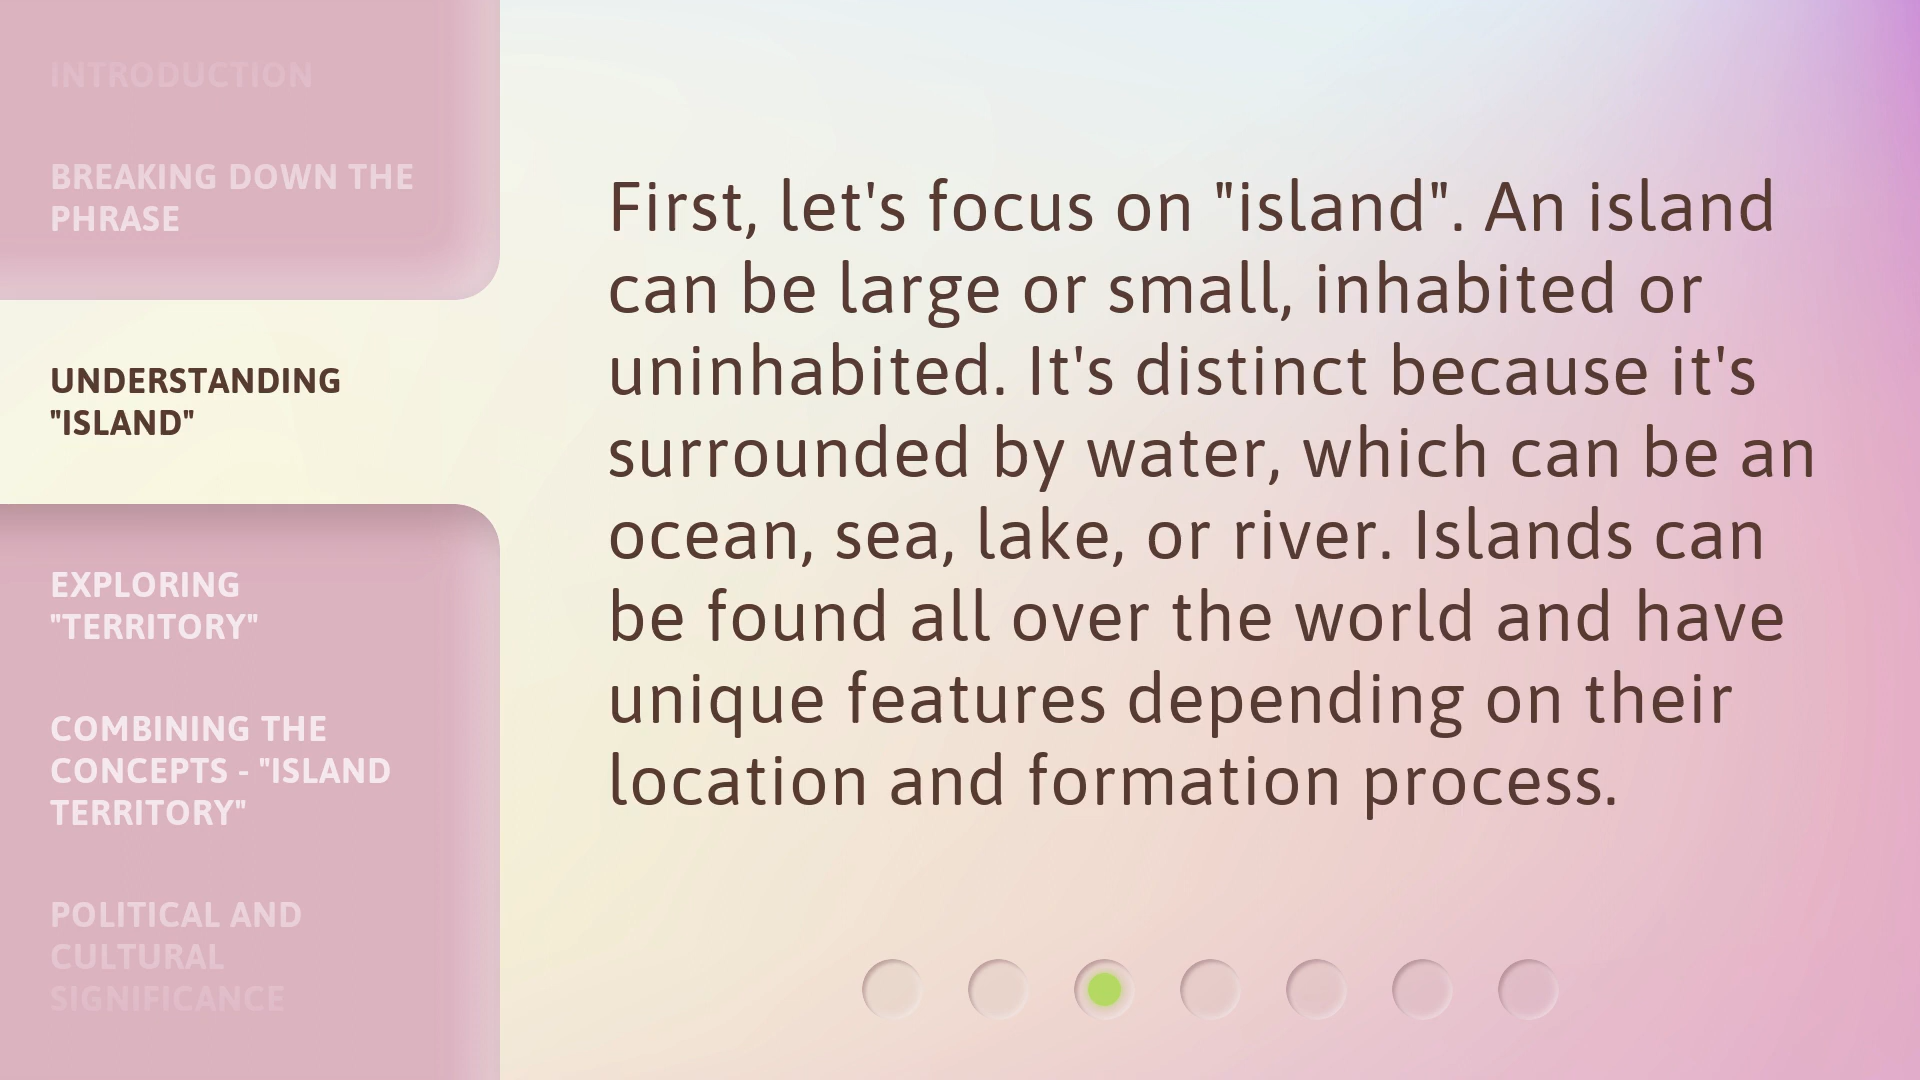 INTRODUCTION
BREAKING DOWN THE
PHRASE
UNDERSTANDING
"ISLAND"
EXPLORING
"TERRITORY"
COMBINING THE
CONCEPTS - "ISLAND
TERRITORY"
POLITICAL AND
CULTURAL
SIGNIFICANCE
First, let's focus on "island". An island
can be large or small, inhabited or
uninhabited. It's distinct because it's
surrounded by water, which can be an
ocean, sea, lake, or river. Islands can
be found all over the world and have
unique features depending on their
location and formation process.